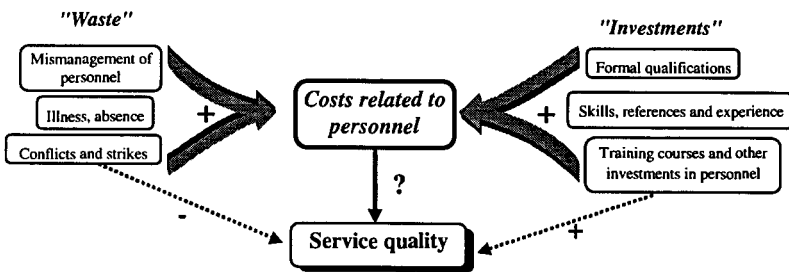 "Waste"
Mismanagement of
personnel
Illness, absence
Conflicts and strikes
+
-
Costs related to
personnel
?
Service quality
"Investments"
Formal qualifications
Skills, references and experience
Training courses and other
investments in personnel
+
+